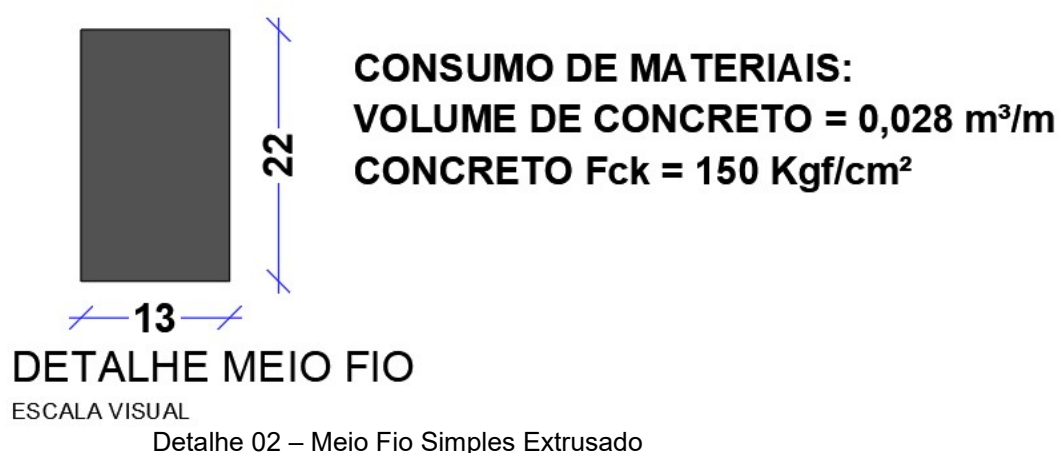 CONSUMO DE MATERIAIS:
VOLUME DE CONCRETO = 0,028 m³/m
CONCRETO Fck = 150 Kgf/cm²
22
13
DETALHE MEIO FIO
ESCALA VISUAL
Detalhe 02 – Meio Fio Simples Extrusado